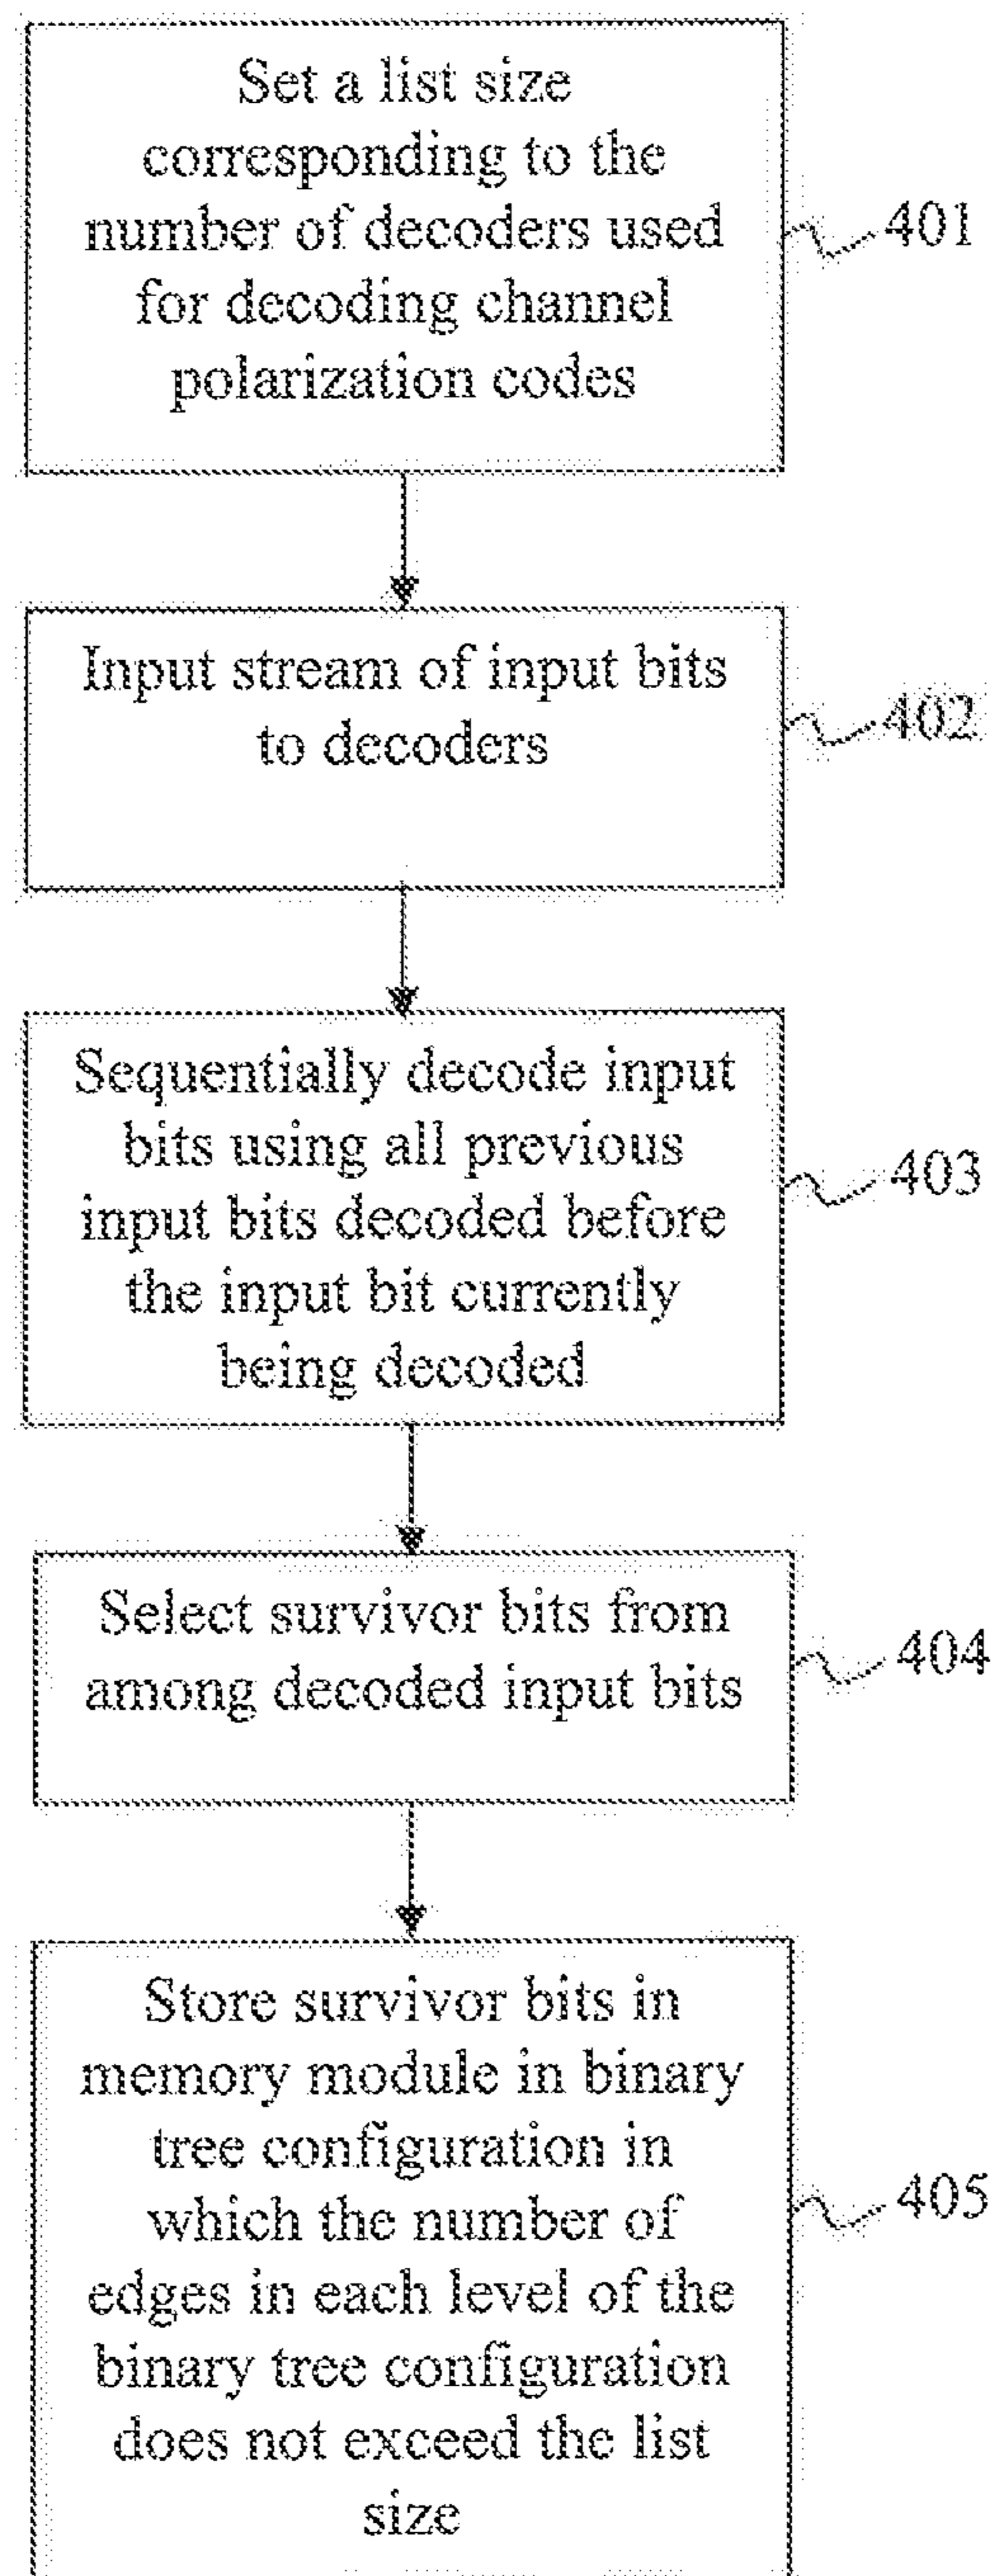 Set a list size
corresponding to the
number of decoders used
for decoding channel
polarization codes
401
Input stream of input bits
to decoders
402
Sequentially decode input
bits using all previous
input bits decoded before
the input bit currently
being decoded
403
Select survivor bits from
among decoded input bits
404
Store survivor bits in
memory module in binary
tree configuration in
which the number of
edges in each level of the
binary tree configuration
does not exceed the list
size
405